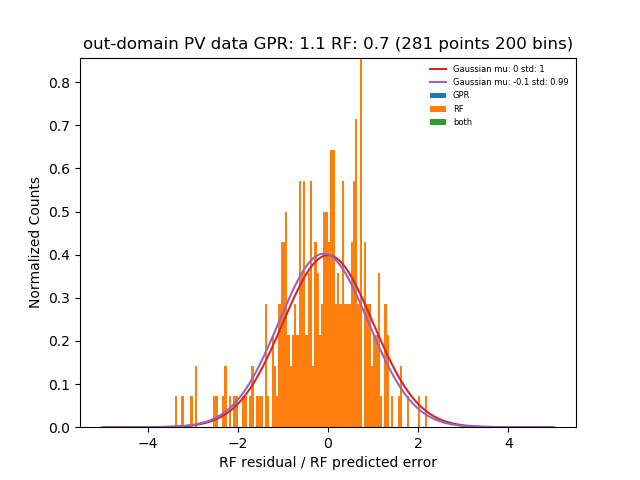 out-domain PV data GPR: 1.1 RF: 0.7 (281 points 200 bins)
Gaussian mu: 0 std: 1
Gaussian mu: -0.1 std: 0.99
GPR
RF
both
Normalized Counts
0.8
0.7
0.6
0.5
0.4
0.3
0.2
0.1
0.0
−4 −2 0 2 4
RF residual / RF predicted error